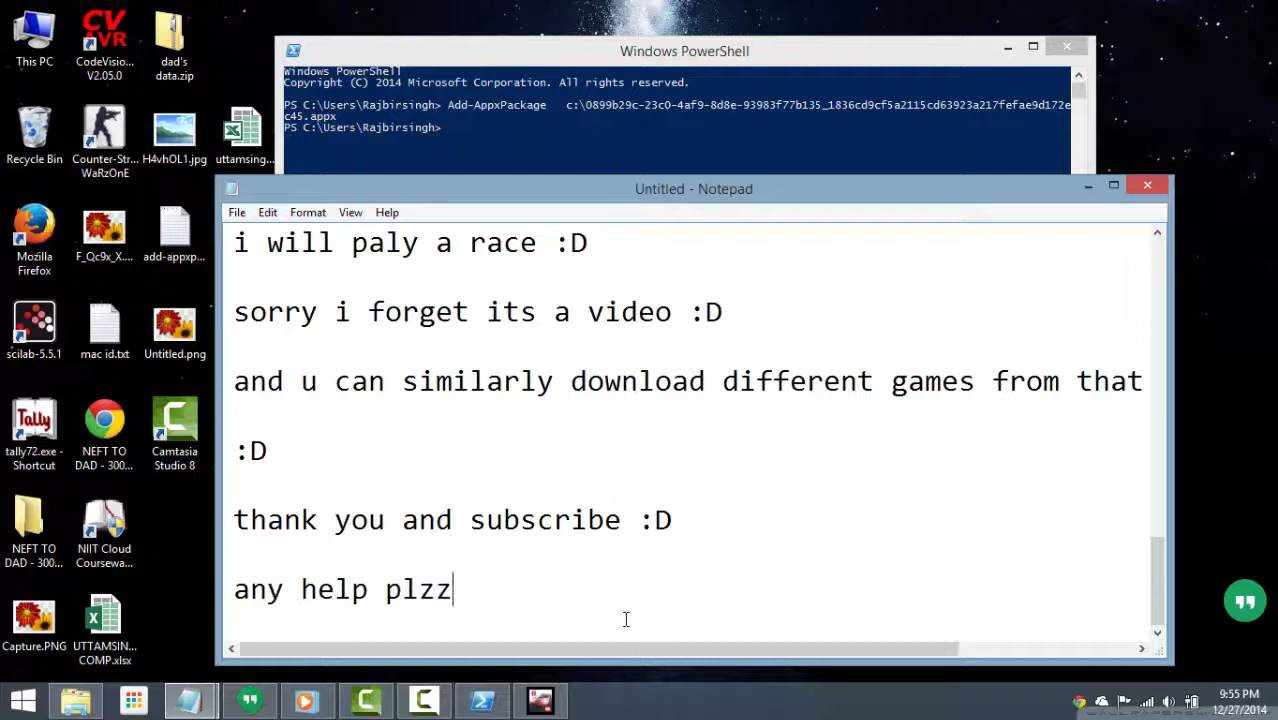 This PC
CodeVision
V2.05.0
CV
AVR
dad's
data.zip
Recycle Bin
Counter-Str...
WaRzOnE
H4vhOL1.jpg
uttamsing...
Mozilla
Firefox
F_Qc9x_X....
add-appxp...
scilab-5.5.1
mac id.txt
Untitled.png
Tally
tally72.exe -
Shortcut
NEFT TO
DAD - 300...
Camtasia
Studio 8
NEFT TO
DAD - 30...
NIIT Cloud
Coursewa...
Capture.PNG
UTTAMSIN...
COMP.xlsx
Windows PowerShell
Windows PowerShell
Copyright (C) 2014 Microsoft Corporation. All rights reserved.
PS C:\Users\Rajbirsingh> Add-AppxPackage   c:\0899b29c-23c0-4af9-8d8e-93983f77b135_1836cd9cf5a2115cd63923a217fefae9d172e
c45.appx
PS C:\Users\Rajbirsingh>
Untitled - Notepad
File Edit Format View Help
i will paly a race :D
sorry i forget its a video :D
and u can similarly download different games from that
:D
thank you and subscribe :D
any help plzz
9:55 PM
12/27/2014